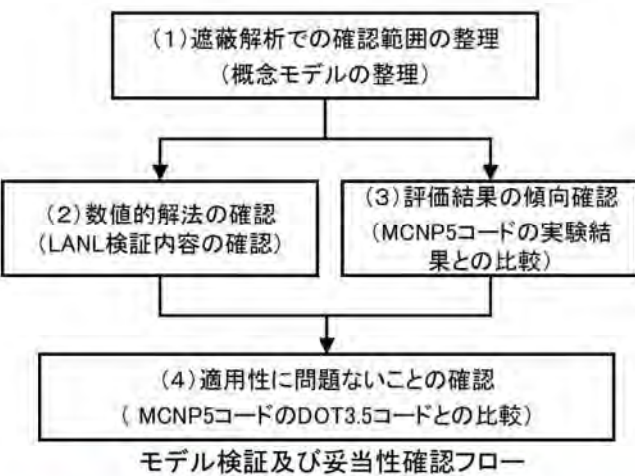 (1)遮蔽解析での確認範囲の整理
(概念モデルの整理)
(2)数値的解法の確認
(LANL検証内容の確認)
(3)評価結果の傾向確認
(MCNP5コードの実験結
果との比較)
(4)適用性に問題ないことの確認
( MCNP5コードのDOT3.5コードとの比較)
モデル検証及び妥当性確認フロー